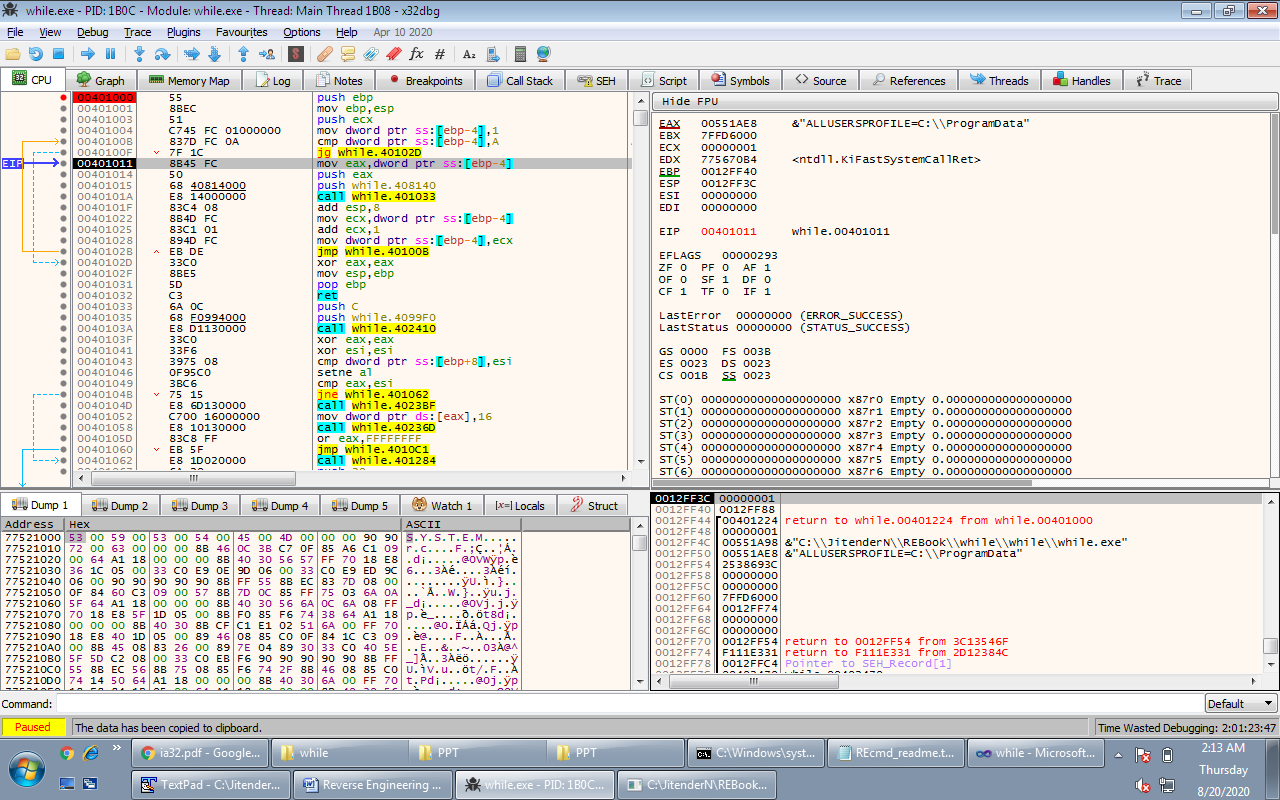 while.exe - PID: 1B0C - Module: while.exe - Thread: Main Thread 1B08 - x32dbg
File View Debug Trace Plugins Favourites Options Help Apr 10 2020
CPU Graph Memory Map Log Notes Breakpoints Call Stack SEH Script Symbols Source References Threads Handles Trace
00401000 55 push ebp
00401001 8BEC mov ebp,esp
00401003 51 push ecx
00401004 C745 FC 01000000 mov dword ptr ss:[ebp-4],1
0040100B 837D FC 0A cmp dword ptr ss:[ebp-4],A
0040100F 7F 1C jg while.40102D
EIP 00401011 8B45 FC mov eax,dword ptr ss:[ebp-4]
00401014 50 push eax
00401015 68 40814000 push while.408140
0040101A E8 14000000 call while.401033
0040101F 83C4 08 add esp,8
00401022 8B4D FC mov ecx,dword ptr ss:[ebp-4]
00401025 83C1 01 add ecx,1
00401028 894D FC mov dword ptr ss:[ebp-4],ecx
0040102B EB DE jmp while.40100B
0040102D 33C0 xor eax,eax
0040102F 8BE5 mov esp,ebp
00401031 5D pop ebp
00401032 C3 ret
00401033 6A 0C push C
00401035 68 F0994000 push while.4099F0
0040103A E8 D1130000 call while.402410
0040103F 33C0 xor eax,eax
00401041 33F6 xor esi,esi
00401043 3975 08 cmp dword ptr ss:[ebp+8],esi
00401046 0F95C0 setne al
00401049 3BC6 cmp eax,esi
0040104B 75 15 jne while.401062
0040104D E8 6D130000 call while.4023BF
00401052 C700 16000000 mov dword ptr ds:[eax],16
00401058 E8 10130000 call while.40236D
0040105D 83C8 FF or eax,FFFFFFFF
00401060 EB 5F jmp while.4010C1
00401062 E8 1D020000 call while.401284
Hide FPU
EAX 00551AE8 &"ALLUSERSPROFILE=C:\\ProgramData"
EBX 7FFD6000
ECX 00000001
EDX 775670B4 <ntdll.KiFastSystemCallRet>
EBP 0012FF40
ESP 0012FF3C
ESI 00000000
EDI 00000000
EIP 00401011 while.00401011
EFLAGS 00000293
ZF 0 PF 0 AF 1
OF 0 SF 1 DF 0
CF 1 TF 0 IF 1
LastError 00000000 (ERROR_SUCCESS)
LastStatus 00000000 (STATUS_SUCCESS)
GS 0000 FS 003B
ES 0023 DS 0023
CS 001B SS 0023
ST(0) 00000000000000000000 x87r0 Empty 0.000000000000000000
ST(1) 00000000000000000000 x87r1 Empty 0.000000000000000000
ST(2) 00000000000000000000 x87r2 Empty 0.000000000000000000
ST(3) 00000000000000000000 x87r3 Empty 0.000000000000000000
ST(4) 00000000000000000000 x87r4 Empty 0.000000000000000000
ST(5) 00000000000000000000 x87r5 Empty 0.000000000000000000
ST(6) 00000000000000000000 x87r6 Empty 0.000000000000000000
Dump 1 Dump 2 Dump 3 Dump 4 Dump 5 Watch 1 [x=] Locals Struct
Address Hex ASCII
77521000 53 00 59 00 53 00 54 00 45 00 4D 00 00 00 90 90 S.Y.S.T.E.M.....
77521010 72 00 63 00 00 00 8B 46 0C 3B C7 0F 85 A6 C1 09
77521020 00 64 A1 18 00 00 00 8B 40 30 56 57 FF 70 18 E8
77521030 36 1C 05 00 33 C0 E9 0E 9D 06 00 33 C0 E9 ED 9C
77521040 06 00 90 90 90 90 90 8B FF 55 8B EC 83 7D 08 00
77521050 0F 84 60 C3 09 00 57 8B 7D 0C 85 FF 75 03 6A 0A
77521060 5F 64 A1 18 00 00 00 8B 40 30 56 6A 0C 6A 08 FF
77521070 70 18 E8 5F 1D 05 00 8B F0 85 F6 74 38 64 A1 18
77521080 00 00 00 8B 40 30 8B CF C1 E1 02 51 6A 00 FF 70
77521090 18 E8 40 1D 05 00 89 46 08 85 C0 0F 84 1C C3 09
775210A0 00 8B 45 08 83 26 00 89 7E 04 89 30 33 C0 40 5E
775210B0 5F 5D C2 08 00 33 C0 EB F6 90 90 90 90 90 8B FF
775210C0 55 8B EC 56 8B 75 08 85 F6 74 2F 8B 46 08 85 C0
775210D0 74 14 50 64 A1 18 00 00 00 8B 40 30 6A 00 FF 70
0012FF3C 00000001
0012FF40 0012FF88
0012FF44 00401224 return to while.00401224 from while.00401000
0012FF48 00000001
0012FF4C 00551A98 &"C:\\JitenderN\\REBook\\while\\while\\while.exe"
0012FF50 00551AE8 &"ALLUSERSPROFILE=C:\\ProgramData"
0012FF54 2538693C
0012FF58 00000000
0012FF5C 00000000
0012FF60 7FFD6000
0012FF64 0012FF74
0012FF68 00000000
0012FF6C 00000000
0012FF70 0012FF54 return to 0012FF54 from 3C13546F
0012FF74 F111E331 return to F111E331 from 2D12384C
0012FF78 0012FFC4 Pointer to SEH_Record[1]
Command: Default
Paused The data has been copied to clipboard. Time Wasted Debugging: 2:01:23:47
ia32.pdf - Google... while PPT PPT C:\Windows\syst... REcmd_readme.t... while - Microsoft... 2:13 AM
Thursday
TextPad - C:\Jitender... Reverse Engineering ... while.exe - PID: 1B0C... C:\JitenderN\REBook... 8/20/2020